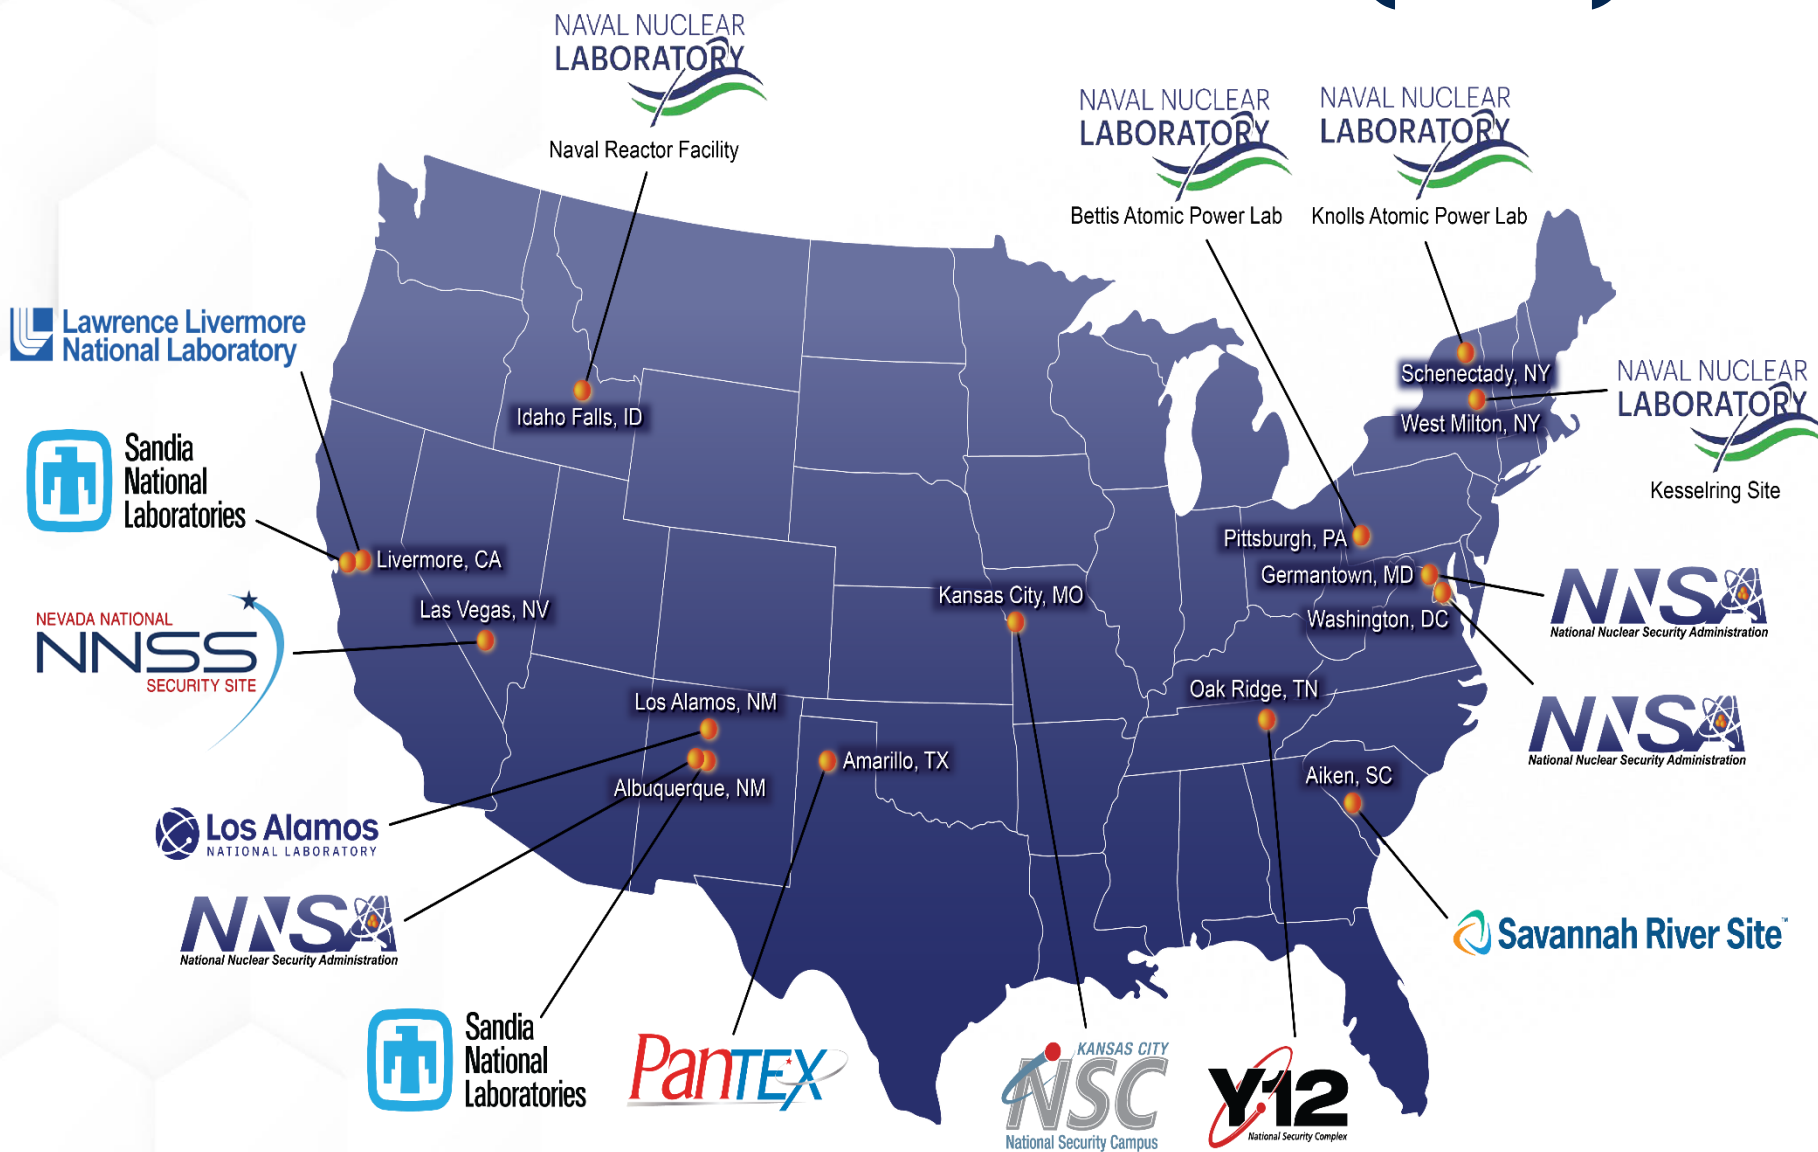 NAVAL NUCLEAR
LABORATORY
Naval Reactor Facility
NAVAL NUCLEAR
LABORATORY
Bettis Atomic Power Lab
NAVAL NUCLEAR
LABORATORY
Knolls Atomic Power Lab
Lawrence Livermore
National Laboratory
Schenectady, NY
West Milton, NY
NAVAL NUCLEAR
LABORATORY
Kesselring Site
Idaho Falls, ID
Sandia
National
Laboratories
Livermore, CA
Pittsburgh, PA
Germantown, MD
Washington, DC
NNSA
National Nuclear Security Administration
Kansas City, MO
Las Vegas, NV
NEVADA NATIONAL
NNSS
SECURITY SITE
Los Alamos, NM
Oak Ridge, TN
NNSA
National Nuclear Security Administration
Albuquerque, NM
Amarillo, TX
Aiken, SC
Los Alamos
NATIONAL LABORATORY
NNSA
National Nuclear Security Administration
Savannah River Site™
Sandia
National
Laboratories
PANTEX
KANSAS CITY
NSC
National Security Campus
Y-12
National Security Complex